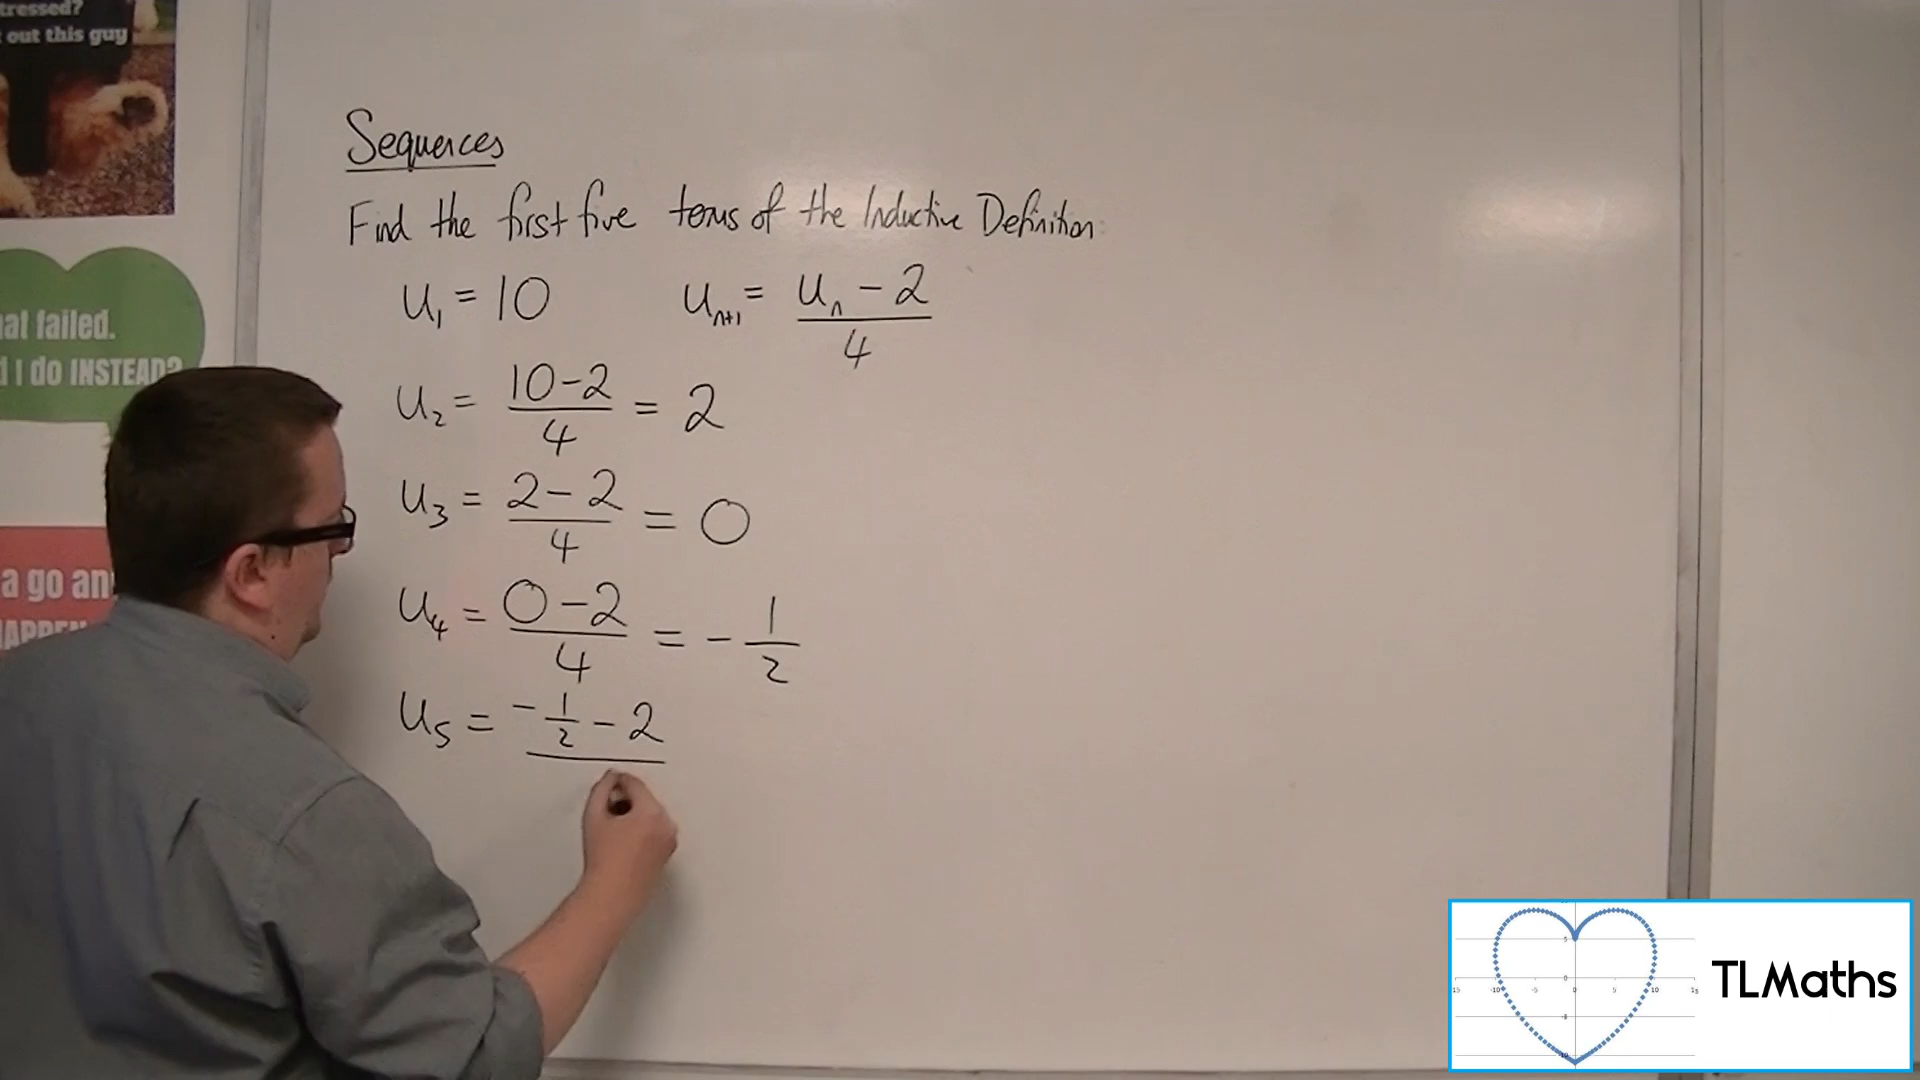 tressed?
out this guy
hat failed.
I do INSTEAD?
a go an
HAPPEN
Sequences
Find the first five terms of the Inductive Definition
U₁ = 10 Uₙ₊₁ = (Uₙ - 2)/4
U₂ = (10 - 2)/4 = 2
U₃ = (2 - 2)/4 = 0
U₄ = (0 - 2)/4 = -1/2
U₅ = (-1/2 - 2)/
TLMaths